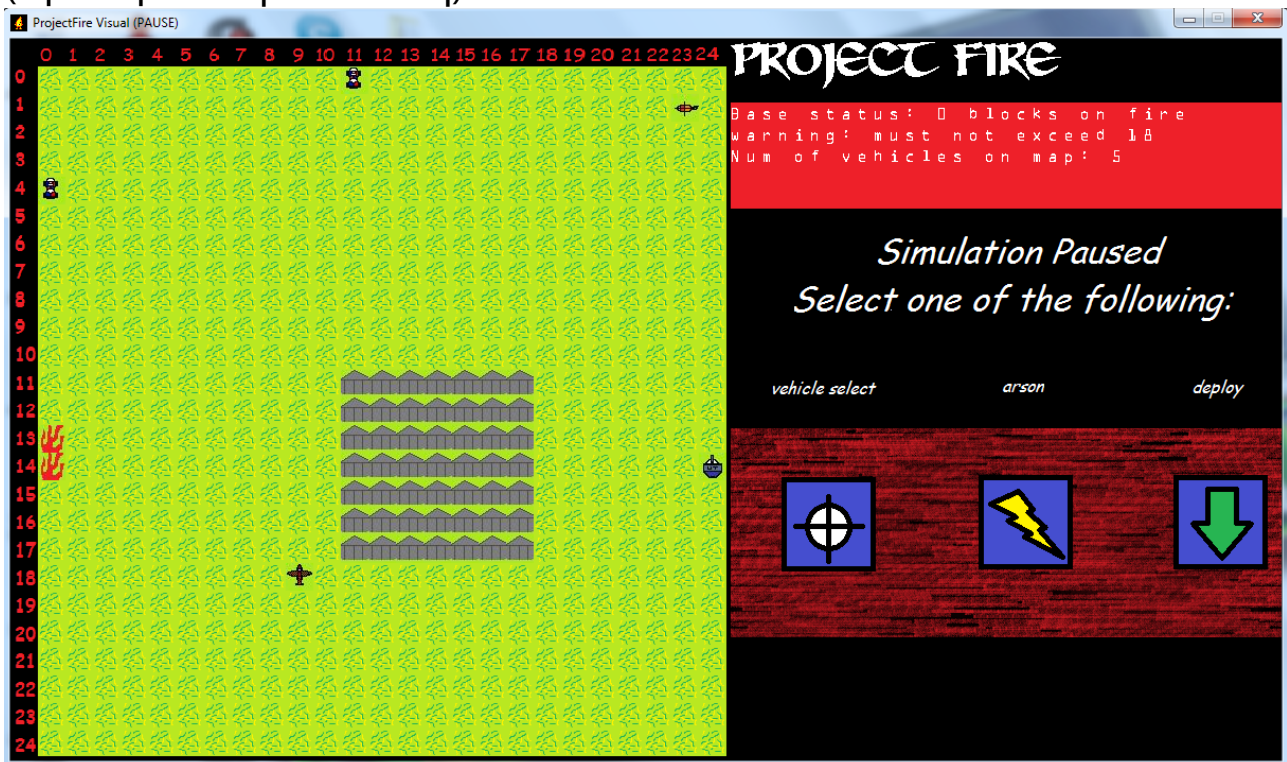 ProjectFire Visual (PAUSE)
0 1 2 3 4 5 6 7 8 9 10 11 12 13 14 15 16 17 18 19 20 21 22 23 24
PROJECT FIRE
0
1
Base status: 0 blocks on fire
2
warning: must not exceed 18
3
Num of vehicles on map: 5
4
5
6
Simulation Paused
7
8
Select one of the following:
9
10
11
vehicle select arson deploy
12
13
14
15
16
17
18
19
20
21
22
23
24